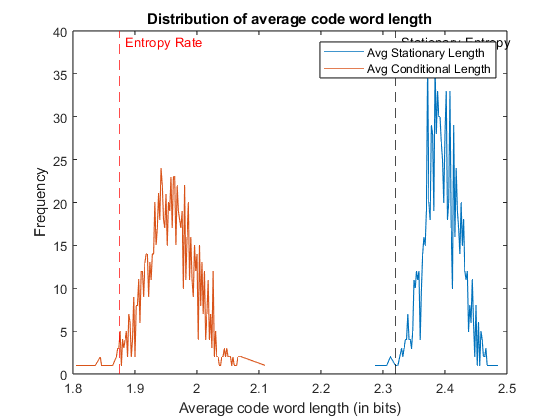 Distribution of average code word length
Entropy Rate
Stationary Entropy
Avg Stationary Length
Avg Conditional Length
Frequency
40
35
30
25
20
15
10
5
0
1.8 1.9 2 2.1 2.2 2.3 2.4 2.5
Average code word length (in bits)